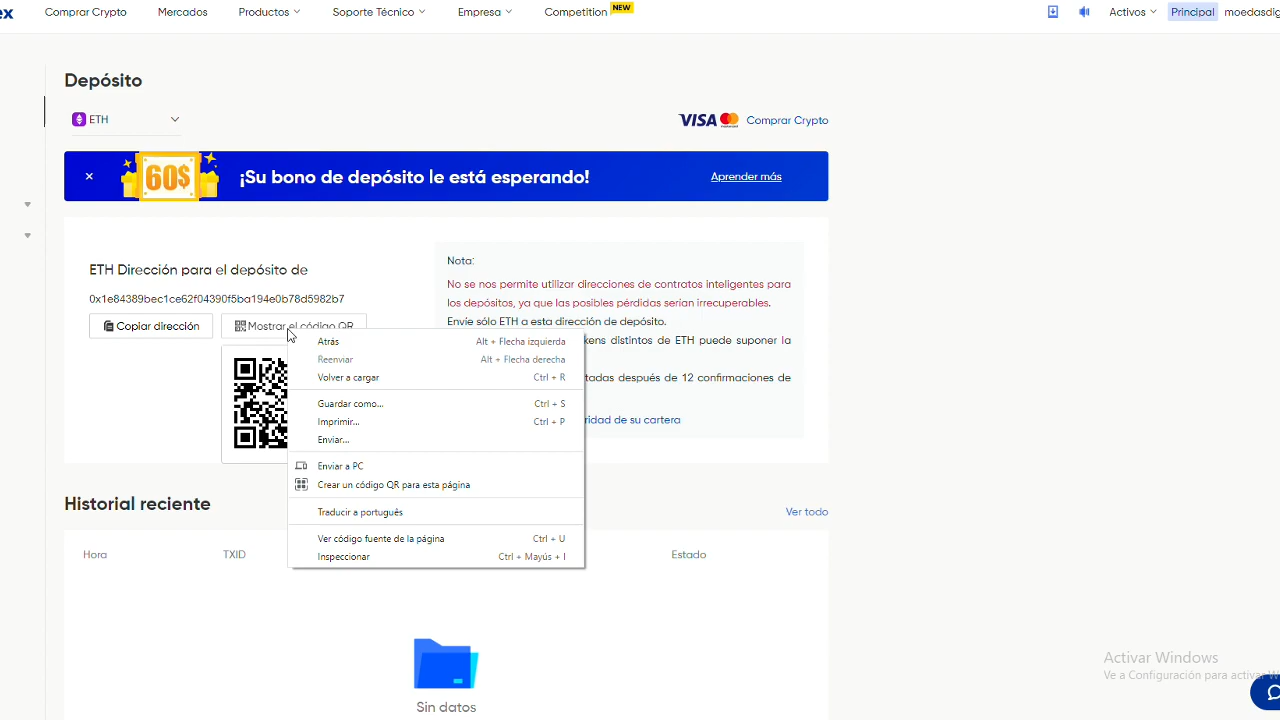 ex Comprar Crypto Mercados Productos Soporte Técnico Empresa Competition NEW Activos Principal moedasdig
Depósito
ETH
VISA mastercard Comprar Crypto
60$ ¡Su bono de depósito le está esperando! Aprender más
ETH Dirección para el depósito de
0x1e84389bec1ce62f04390f5ba194e0b78d5982b7
Copiar dirección Mostrar el código QR
Nota:
No se nos permite utilizar direcciones de contratos inteligentes para
los depósitos, ya que las posibles pérdidas serían irrecuperables.
Envíe sólo ETH a esta dirección de depósito.
kens distintos de ETH puede suponer la
tadas después de 12 confirmaciones de
ridad de su cartera
Atrás Alt + Flecha izquierda
Reenviar Alt + Flecha derecha
Volver a cargar Ctrl + R
Guardar como... Ctrl + S
Imprimir... Ctrl + P
Enviar...
Enviar a PC
Crear un código QR para esta página
Traducir a portugués
Ver código fuente de la página Ctrl + U
Inspeccionar Ctrl + Mayús + I
Historial reciente
Ver todo
Hora TXID Estado
Sin datos
Activar Windows
Ve a Configuración para activar W